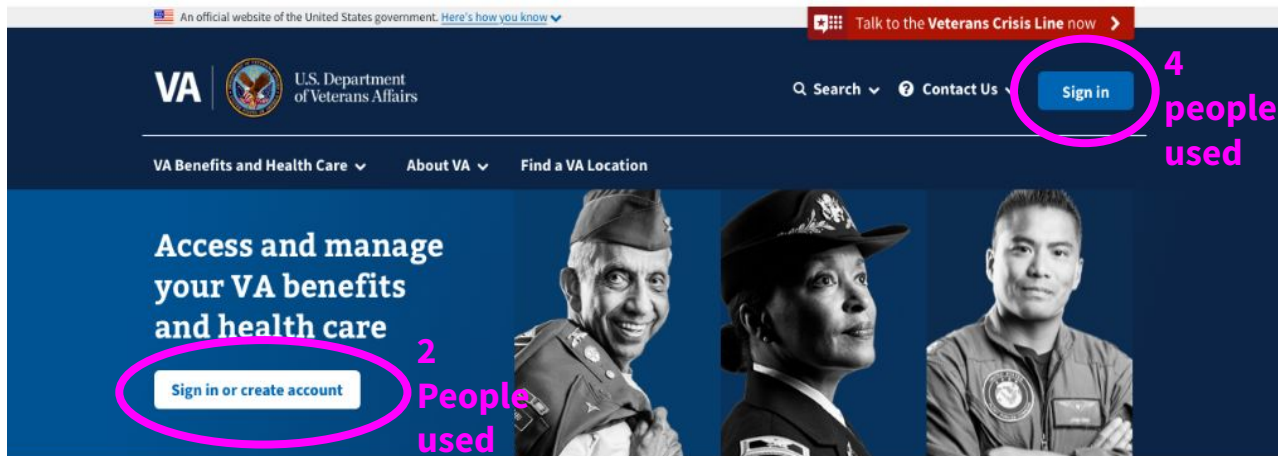 An official website of the United States government. Here's how you know
Talk to the Veterans Crisis Line now
VA
U.S. Department
of Veterans Affairs
Search
Contact Us
Sign in
4
people
used
VA Benefits and Health Care
About VA
Find a VA Location
Access and manage
your VA benefits
and health care
Sign in or create account
2
People
used